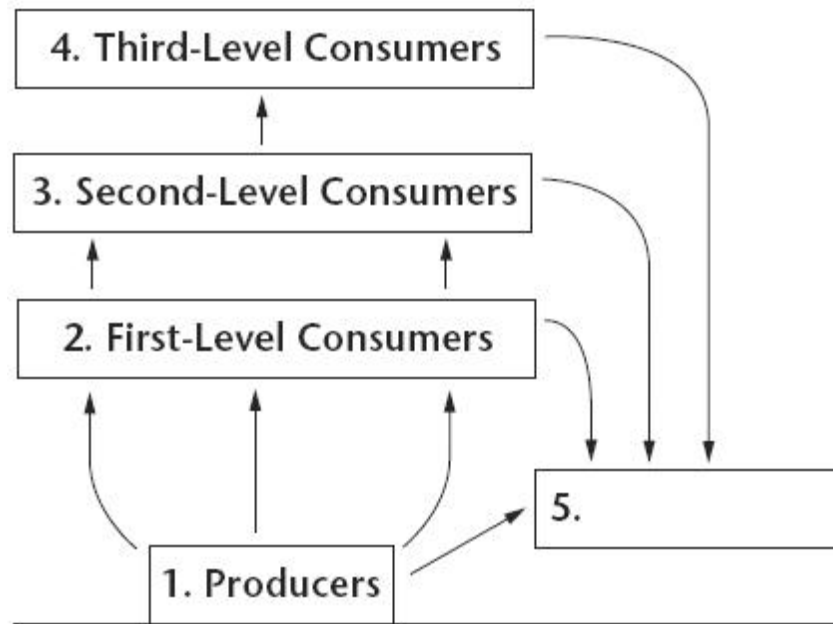 4. Third-Level Consumers
3. Second-Level Consumers
2. First-Level Consumers
5.
1. Producers